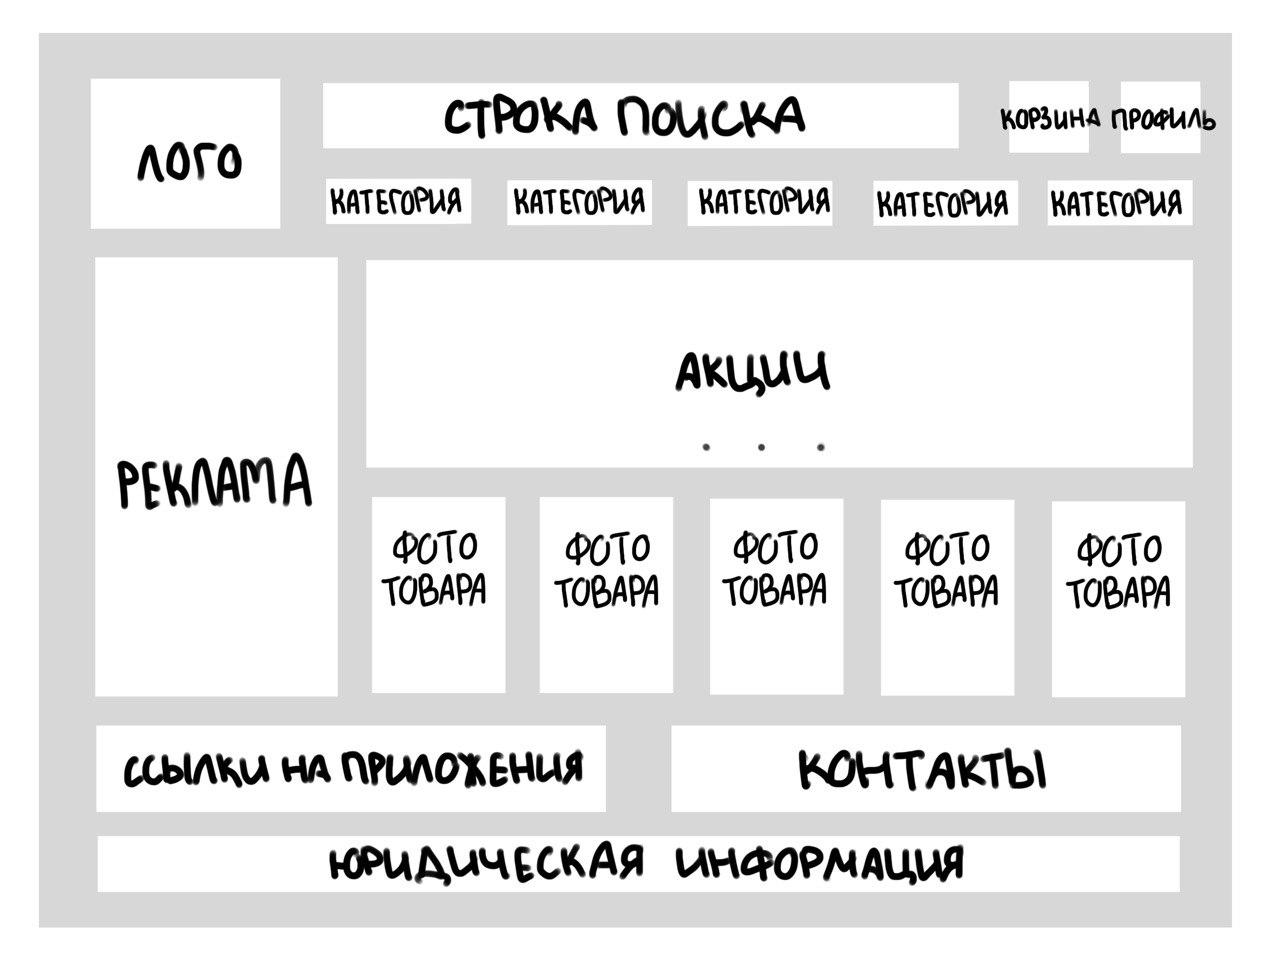 ЛОГО
СТРОКА ПОИСКА
КОРЗИНА
ПРОФИЛЬ
КАТЕГОРИЯ
КАТЕГОРИЯ
КАТЕГОРИЯ
КАТЕГОРИЯ
КАТЕГОРИЯ
РЕКЛАМА
АКЦИИ
. . .
ФОТО
ТОВАРА
ФОТО
ТОВАРА
ФОТО
ТОВАРА
ФОТО
ТОВАРА
ФОТО
ТОВАРА
ССЫЛКИ НА ПРИЛОЖЕНИЯ
КОНТАКТЫ
ЮРИДИЧЕСКАЯ ИНФОРМАЦИЯ